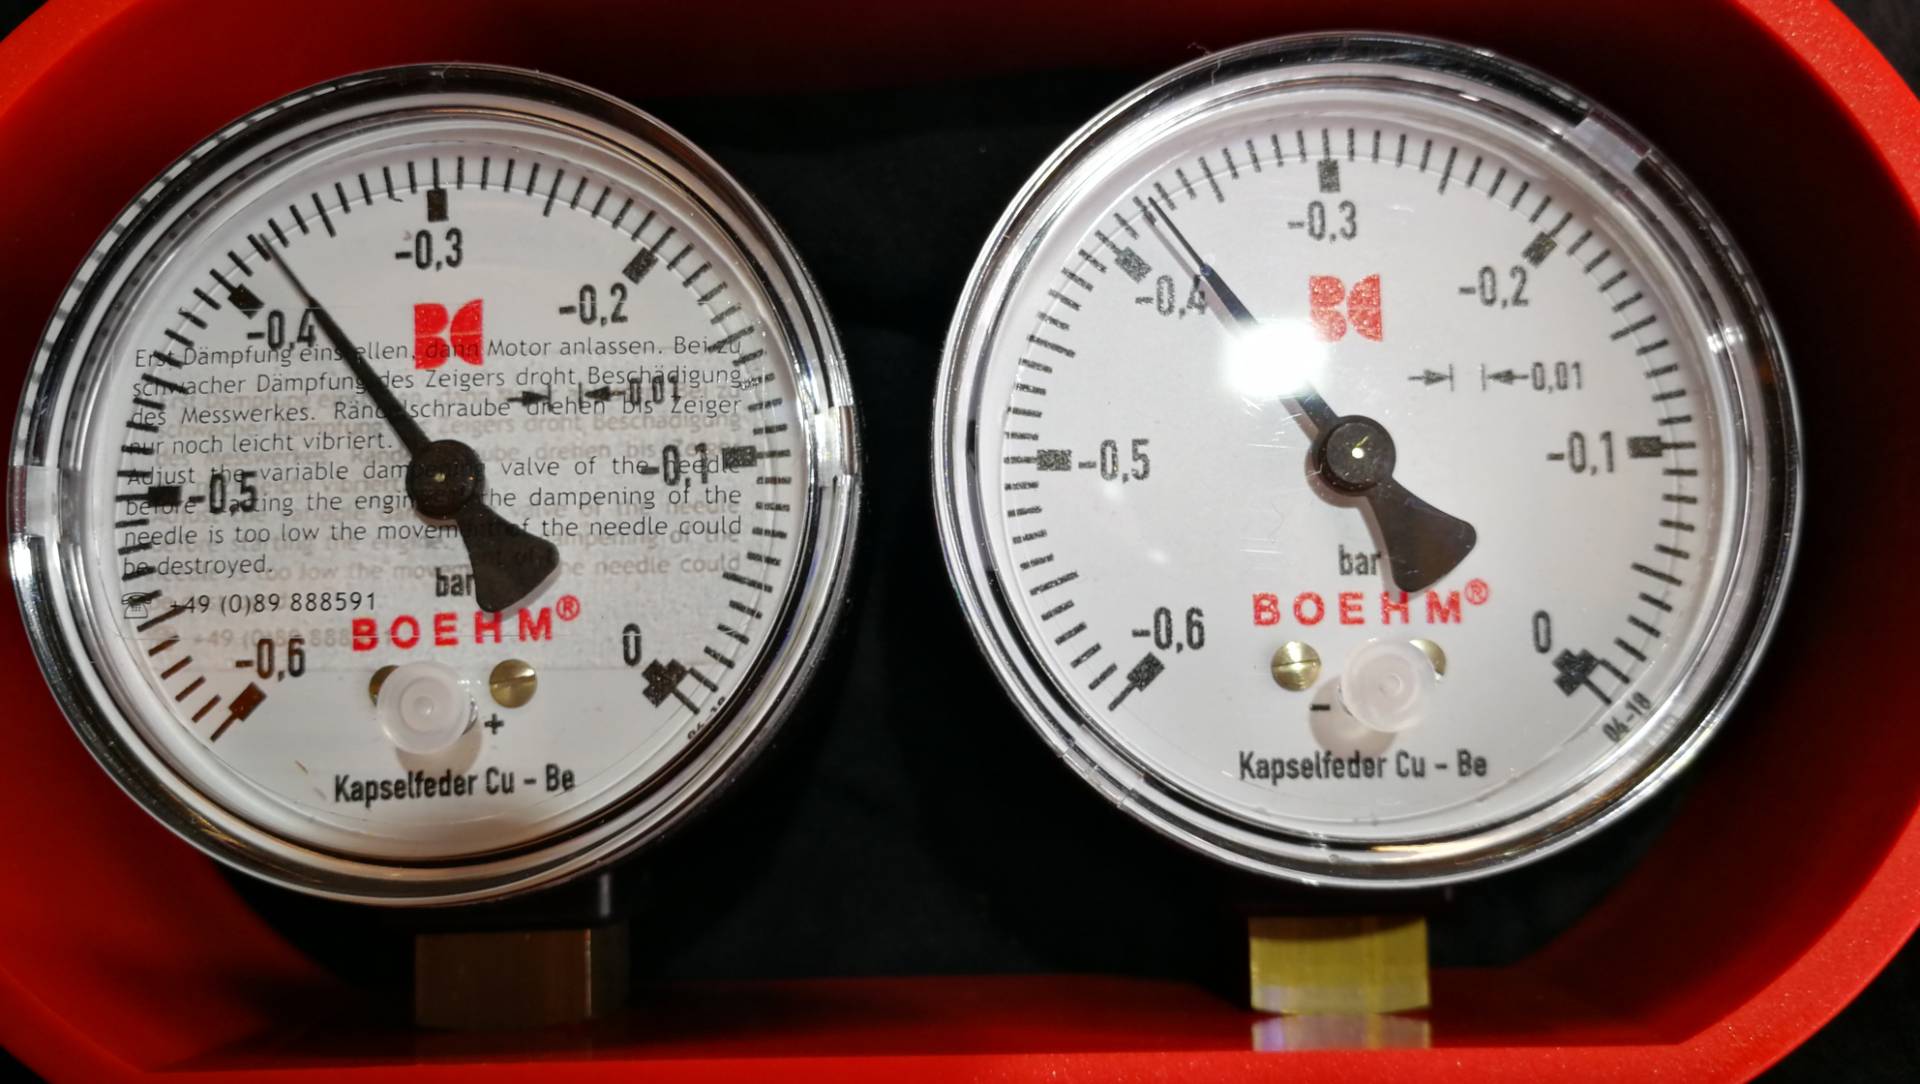 -0,3
-0,2
-0,4
Erst Dämpfung einstellen, dann Motor anlassen. Bei zu
schwacher Dämpfung des Zeigers droht Beschädigung
-0,01
des Messwerkes. Rändelschraube drehen bis Zeiger
nur noch leicht vibriert.
Adjust the variable dampening valve of the needle
-0,1
-0,5
before starting the engine. If the dampening of the
needle is too low the movement of the needle could
be destroyed.
bar
+49 (0)89 888591
BOEHM®
-0,6
0
+
04-18
Kapselfeder Cu - Be
-0,3
-0,2
-0,4
-0,01
-0,5
-0,1
bar
BOEHM®
-0,6
0
-
04-18
Kapselfeder Cu - Be